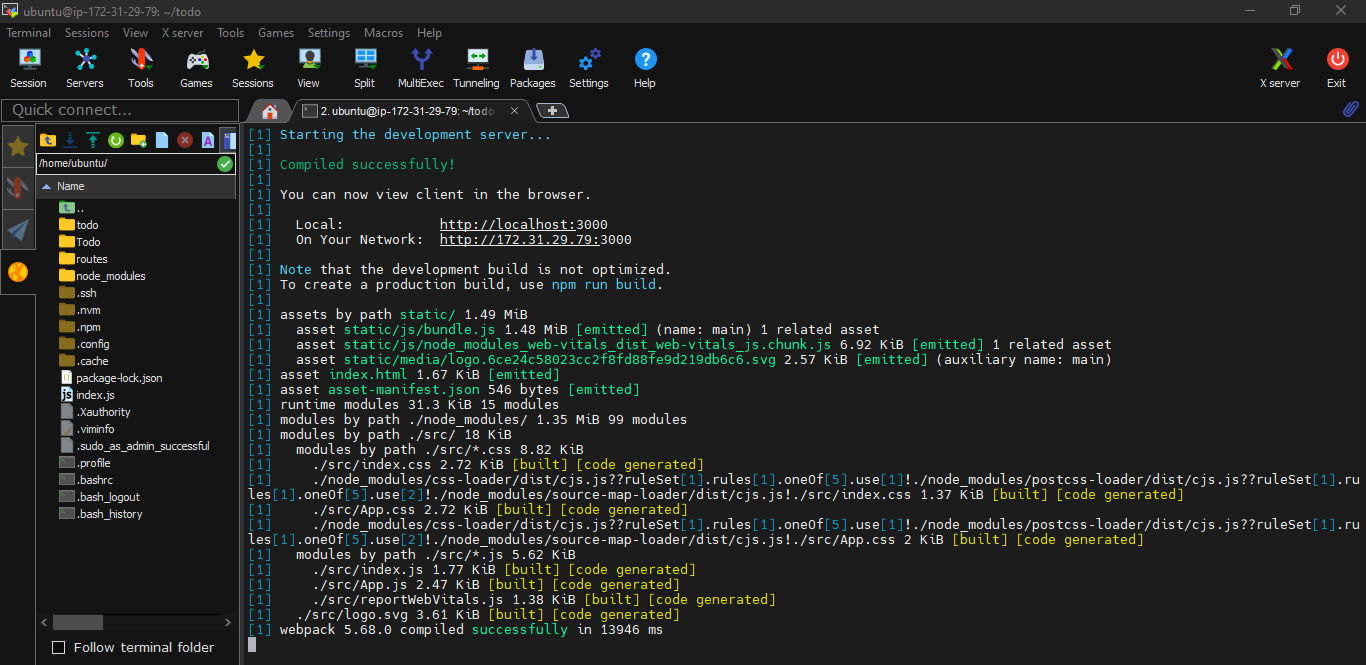 ubuntu@ip-172-31-29-79: ~/todo
Terminal Sessions View X server Tools Games Settings Macros Help
Session Servers Tools Games Sessions View Split MultiExec Tunneling Packages Settings Help X server Exit
Quick connect...
2. ubuntu@ip-172-31-29-79: ~/todo
/home/ubuntu/
Name
..
todo
Todo
routes
node_modules
.ssh
.nvm
.npm
.config
.cache
package-lock.json
index.js
.Xauthority
.viminfo
.sudo_as_admin_successful
.profile
.bashrc
.bash_logout
.bash_history
Follow terminal folder
[1] Starting the development server...
[1]
[1] Compiled successfully!
[1]
[1] You can now view client in the browser.
[1]
[1]   Local:            http://localhost:3000
[1]   On Your Network:  http://172.31.29.79:3000
[1]
[1] Note that the development build is not optimized.
[1] To create a production build, use npm run build.
[1]
[1] assets by path static/ 1.49 MiB
[1]   asset static/js/bundle.js 1.48 MiB [emitted] (name: main) 1 related asset
[1]   asset static/js/node_modules_web-vitals_dist_web-vitals_js.chunk.js 6.92 KiB [emitted] 1 related asset
[1]   asset static/media/logo.6ce24c58023cc2f8fd88fe9d219db6c6.svg 2.57 KiB [emitted] (auxiliary name: main)
[1] asset index.html 1.67 KiB [emitted]
[1] asset asset-manifest.json 546 bytes [emitted]
[1] runtime modules 31.3 KiB 15 modules
[1] modules by path ./node_modules/ 1.35 MiB 99 modules
[1] modules by path ./src/ 18 KiB
[1]   modules by path ./src/*.css 8.82 KiB
[1]     ./src/index.css 2.72 KiB [built] [code generated]
[1]     ./node_modules/css-loader/dist/cjs.js??ruleSet[1].rules[1].oneOf[5].use[1]!./node_modules/postcss-loader/dist/cjs.js??ruleSet[1].ru
les[1].oneOf[5].use[2]!./node_modules/source-map-loader/dist/cjs.js!./src/index.css 1.37 KiB [built] [code generated]
[1]     ./src/App.css 2.72 KiB [built] [code generated]
[1]     ./node_modules/css-loader/dist/cjs.js??ruleSet[1].rules[1].oneOf[5].use[1]!./node_modules/postcss-loader/dist/cjs.js??ruleSet[1].ru
les[1].oneOf[5].use[2]!./node_modules/source-map-loader/dist/cjs.js!./src/App.css 2 KiB [built] [code generated]
[1]   modules by path ./src/*.js 5.62 KiB
[1]     ./src/index.js 1.77 KiB [built] [code generated]
[1]     ./src/App.js 2.47 KiB [built] [code generated]
[1]     ./src/reportWebVitals.js 1.38 KiB [built] [code generated]
[1]   ./src/logo.svg 3.61 KiB [built] [code generated]
[1] webpack 5.68.0 compiled successfully in 13946 ms